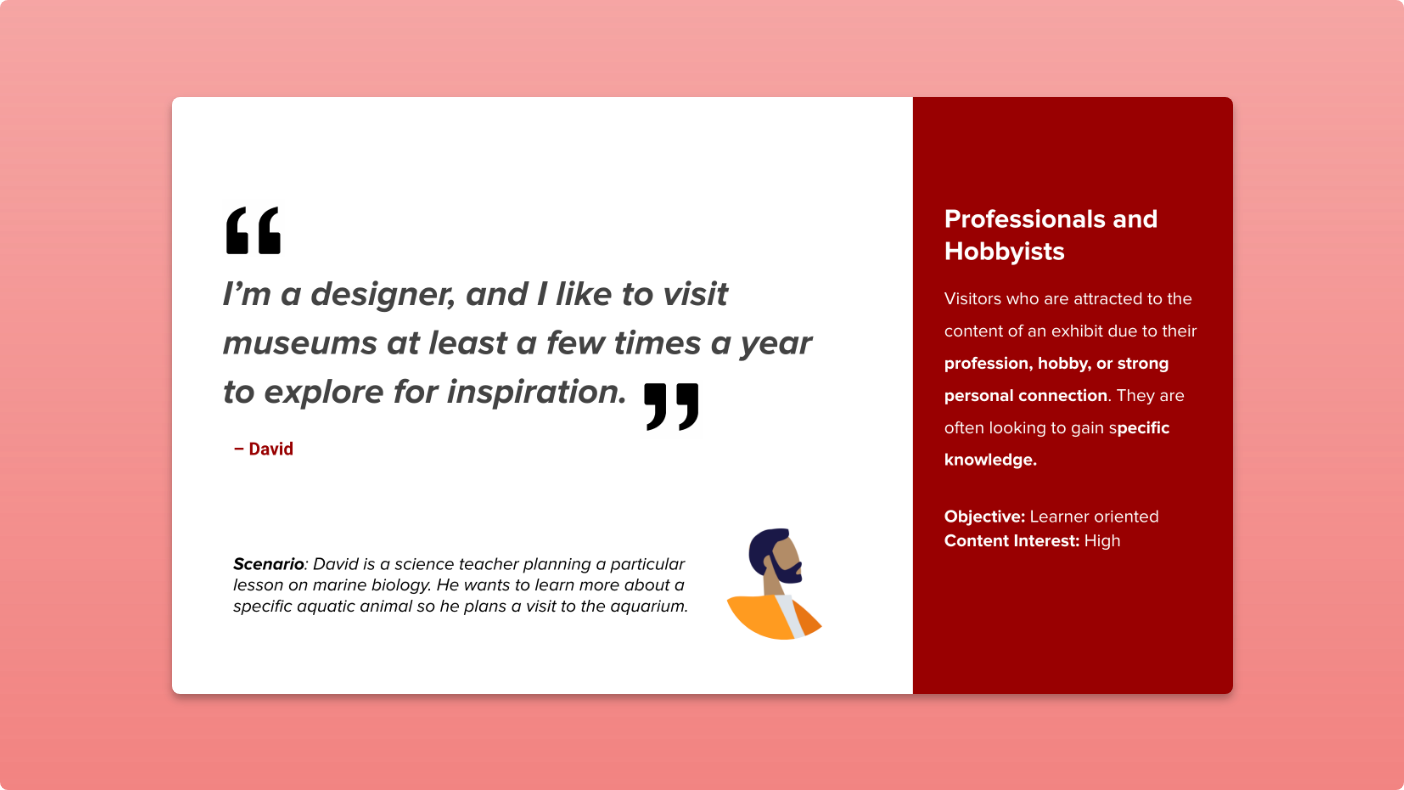 “
I’m a designer, and I like to visit
museums at least a few times a year
to explore for inspiration. ”
– David
Scenario: David is a science teacher planning a particular
lesson on marine biology. He wants to learn more about a
specific aquatic animal so he plans a visit to the aquarium.
Professionals and
Hobbyists
Visitors who are attracted to the
content of an exhibit due to their
profession, hobby, or strong
personal connection. They are
often looking to gain specific
knowledge.
Objective: Learner oriented
Content Interest: High